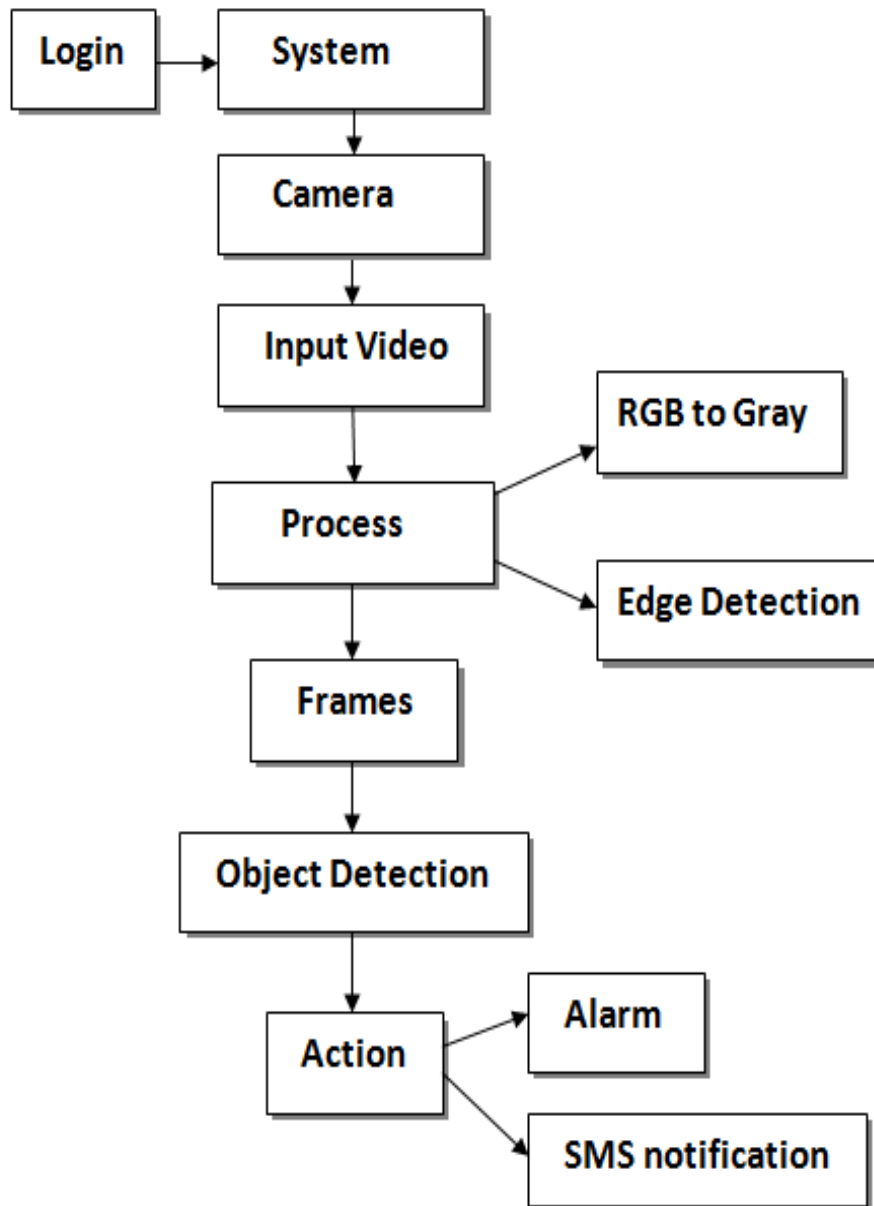 Login
System
Camera
Input Video
RGB to Gray
Process
Edge Detection
Frames
Object Detection
Alarm
Action
SMS notification